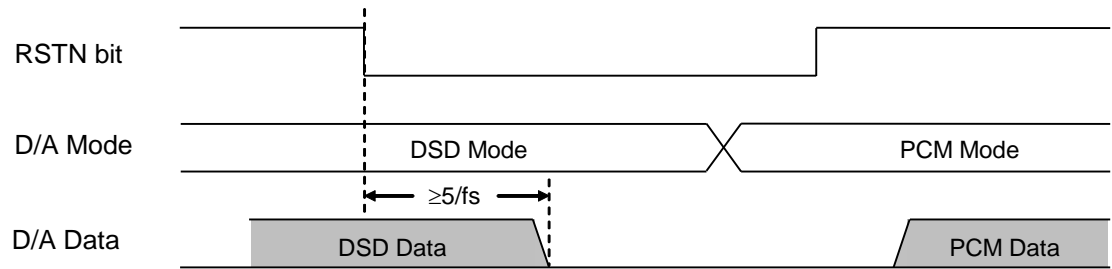 RSTN bit
D/A Mode
DSD Mode
PCM Mode
≥5/fs
D/A Data
DSD Data
PCM Data